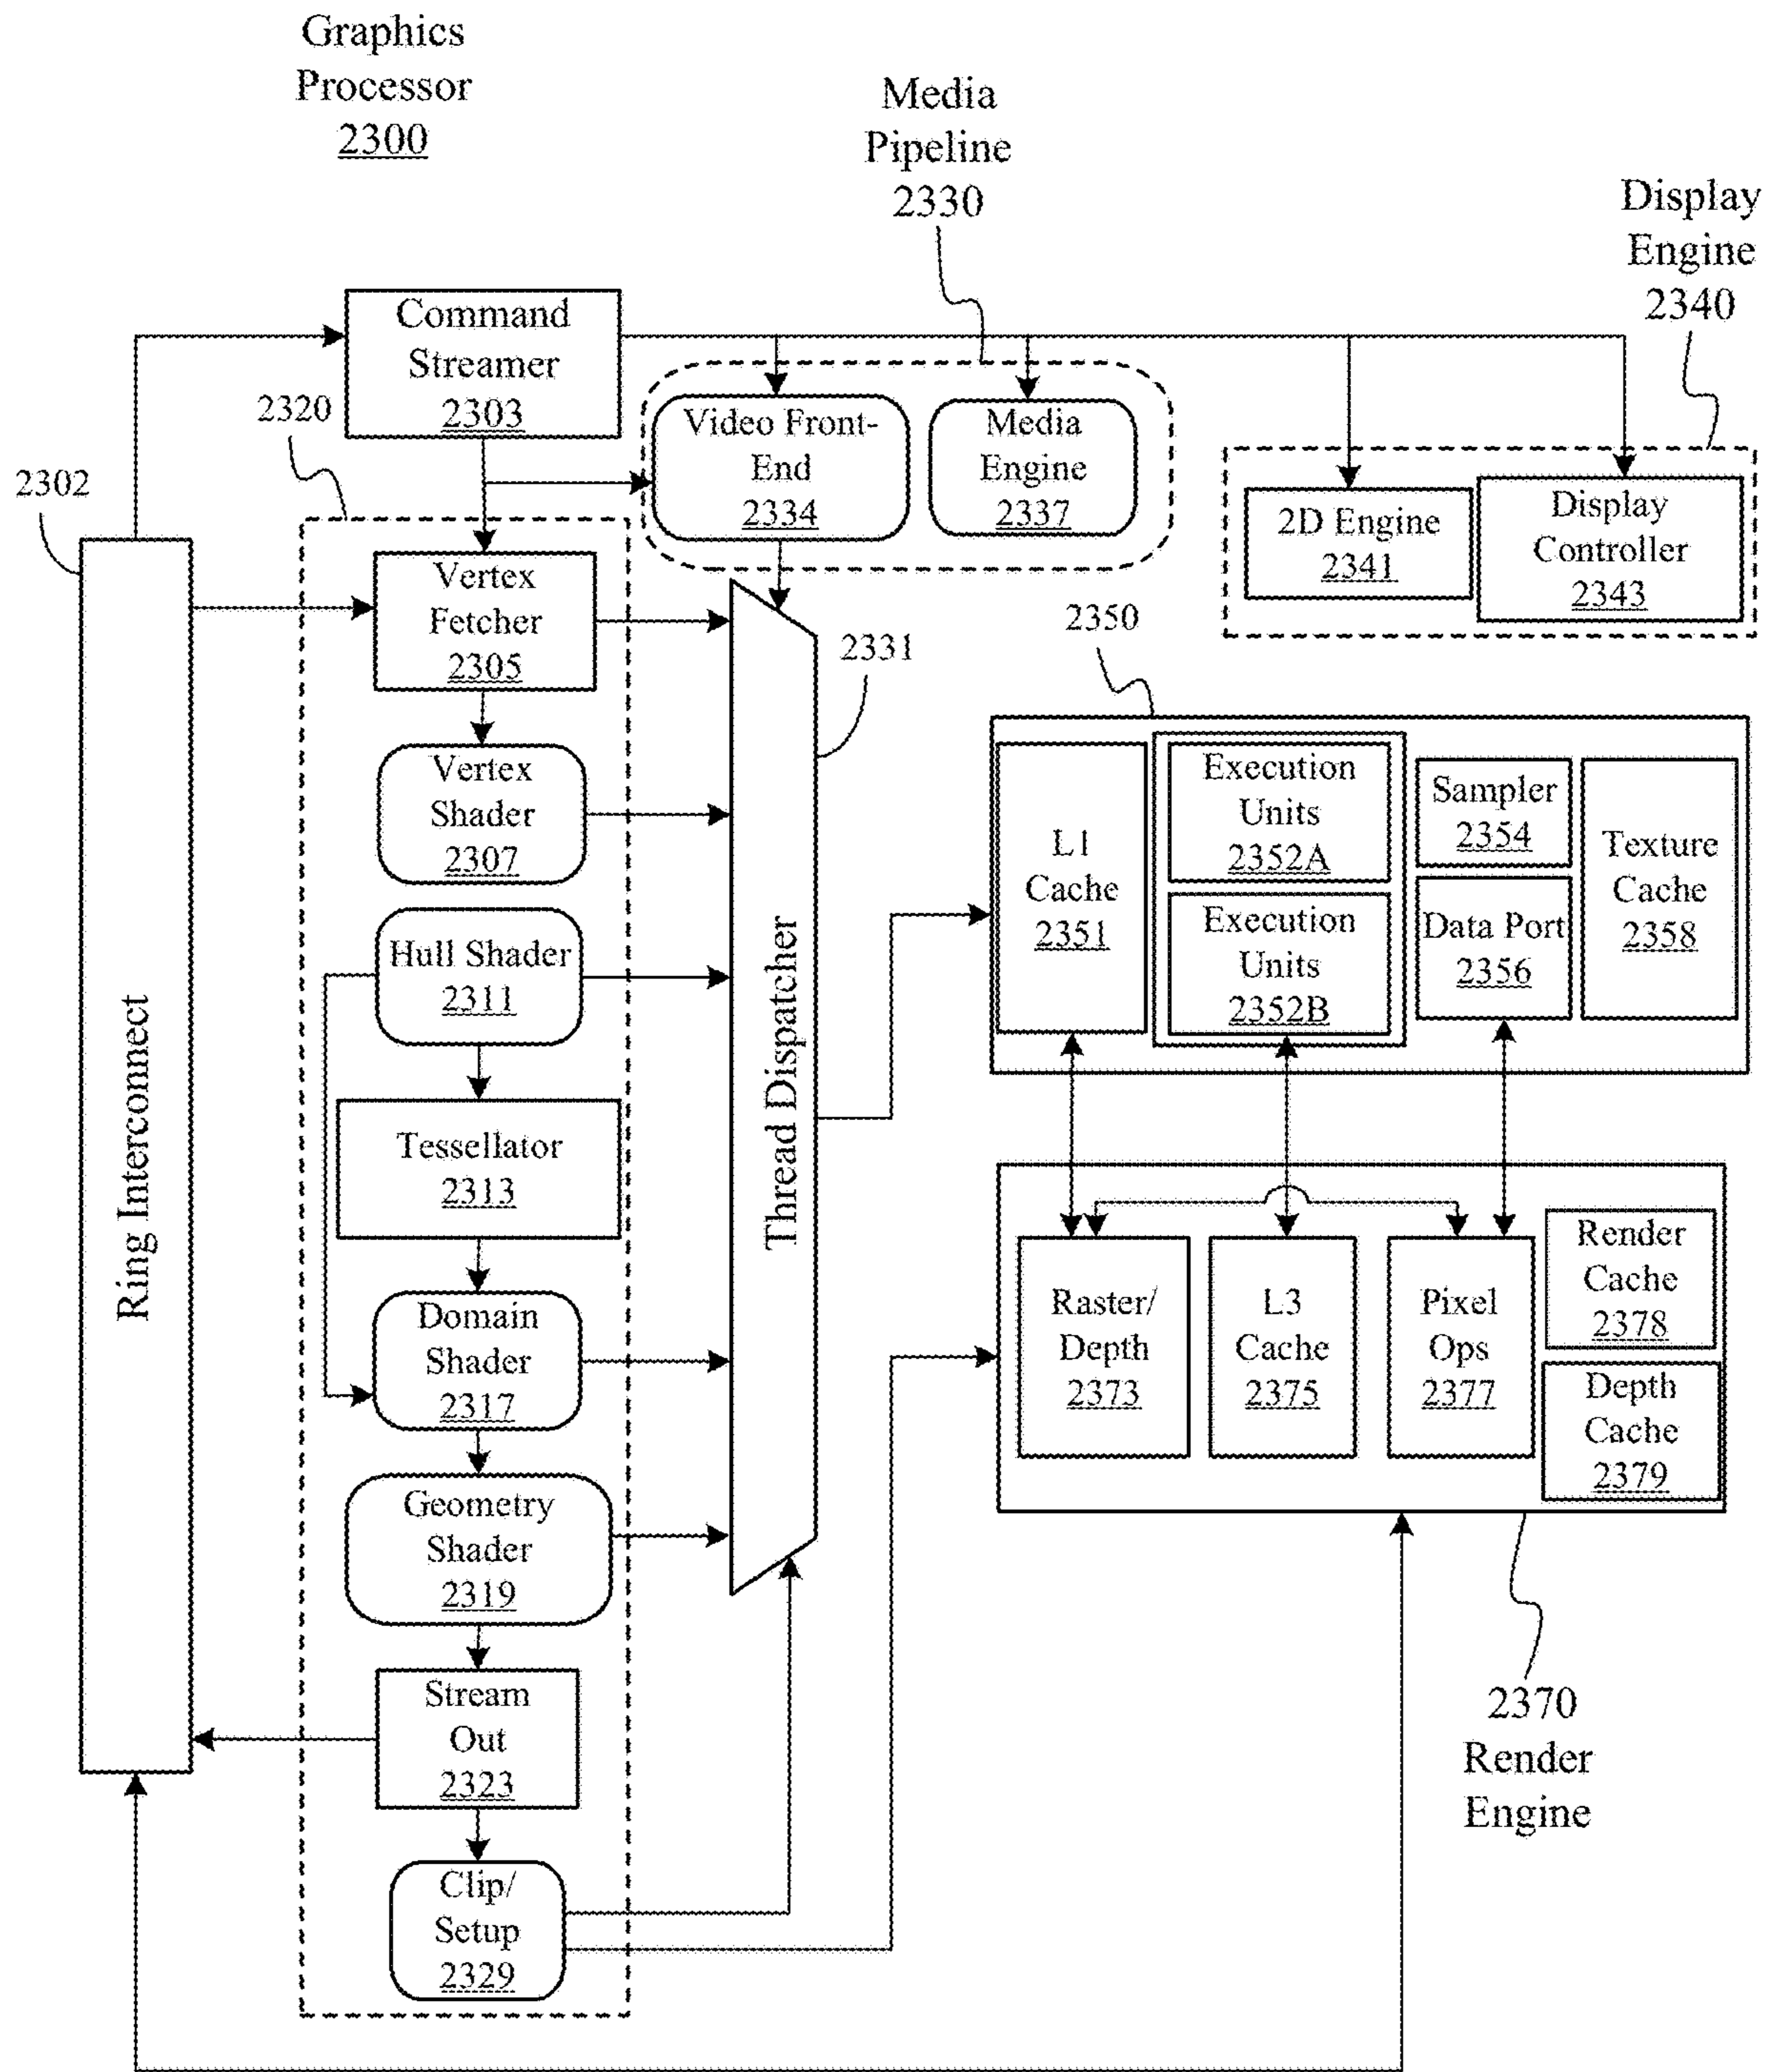 Graphics
Processor
2300
Media
Pipeline
2330
Display
Engine
2340
Command
Streamer
2303
2320
2302
Video Front-
End
2334
Media
Engine
2337
2D Engine
2341
Display
Controller
2343
Ring Interconnect
Vertex
Fetcher
2305
Vertex
Shader
2307
Hull Shader
2311
Tessellator
2313
Domain
Shader
2317
Geometry
Shader
2319
Stream
Out
2323
Clip/
Setup
2329
Thread Dispatcher
2331
2350
L1
Cache
2351
Execution
Units
2352A
Execution
Units
2352B
Sampler
2354
Data Port
2356
Texture
Cache
2358
Raster/
Depth
2373
L3
Cache
2375
Pixel
Ops
2377
Render
Cache
2378
Depth
Cache
2379
2370
Render
Engine